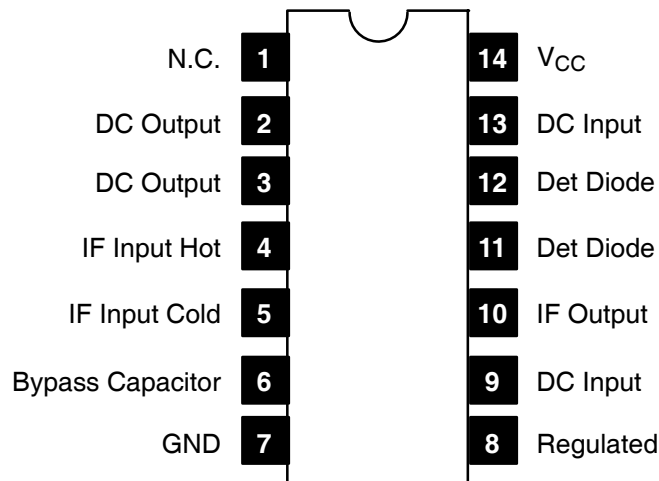 N.C. 1 14 VCC
DC Output 2 13 DC Input
DC Output 3 12 Det Diode
IF Input Hot 4 11 Det Diode
IF Input Cold 5 10 IF Output
Bypass Capacitor 6 9 DC Input
GND 7 8 Regulated